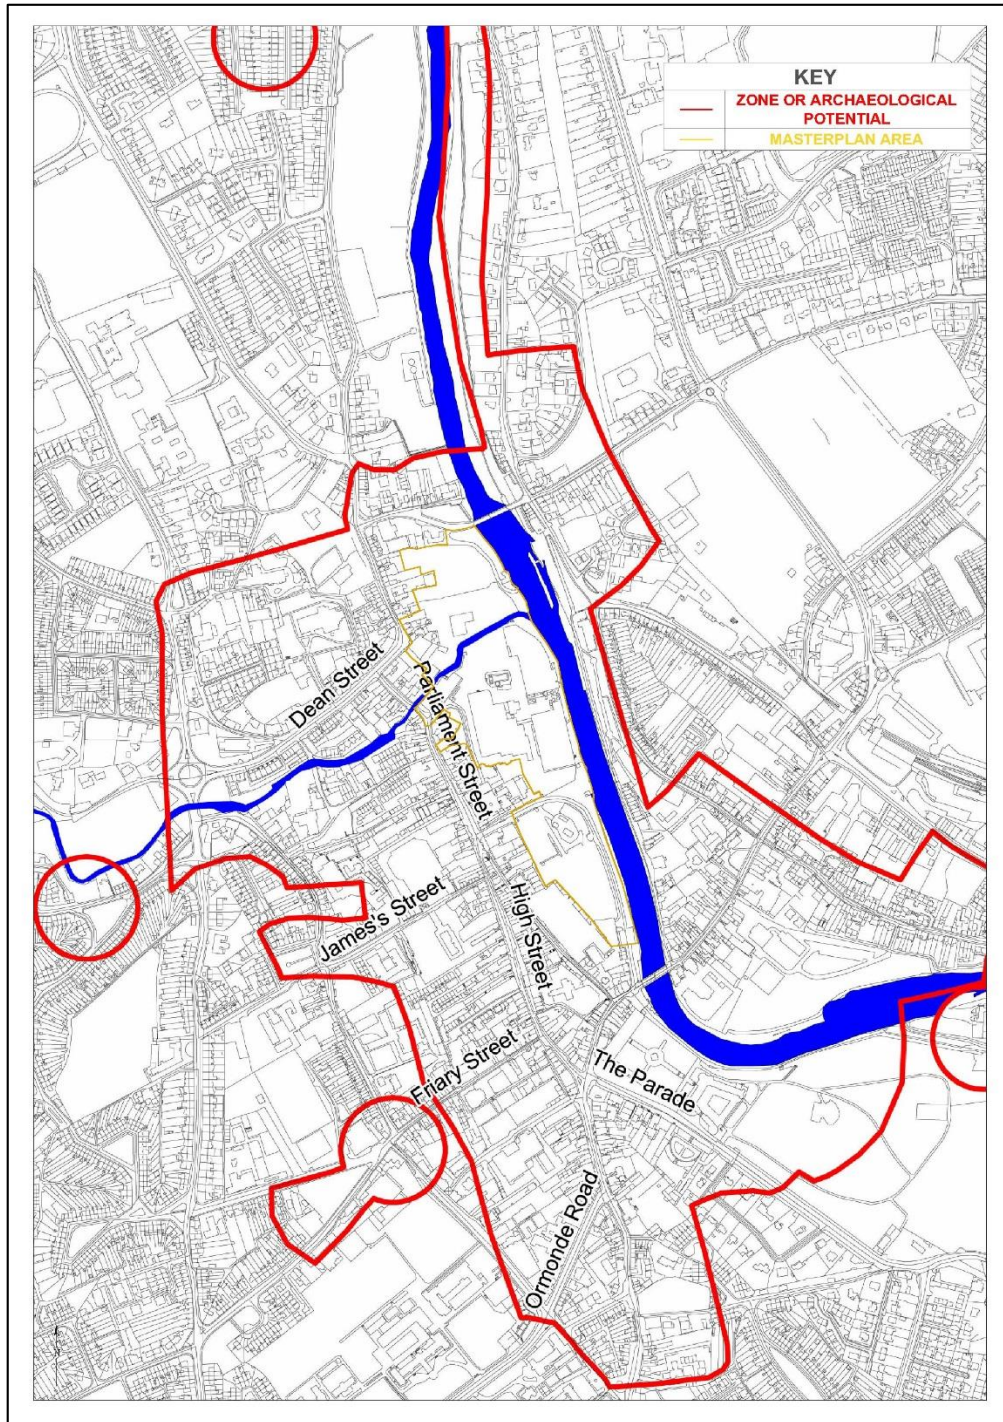 KEY
ZONE OR ARCHAEOLOGICAL
POTENTIAL
MASTERPLAN AREA
Dean Street
Parliament Street
James's Street
High Street
Friary Street
The Parade
Ormonde Road